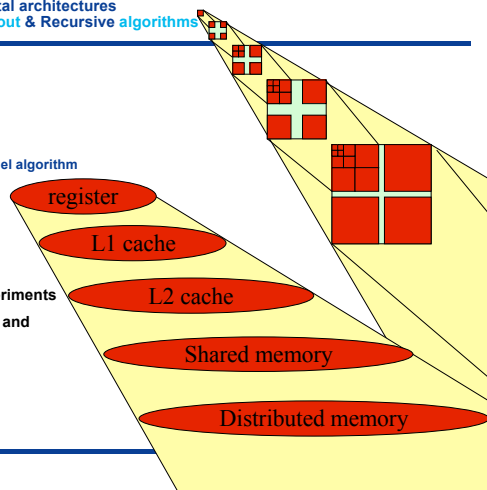 tal architectures
out & Recursive algorithms
el algorithm
register
L1 cache
riments
L2 cache
and
Shared memory
Distributed memory